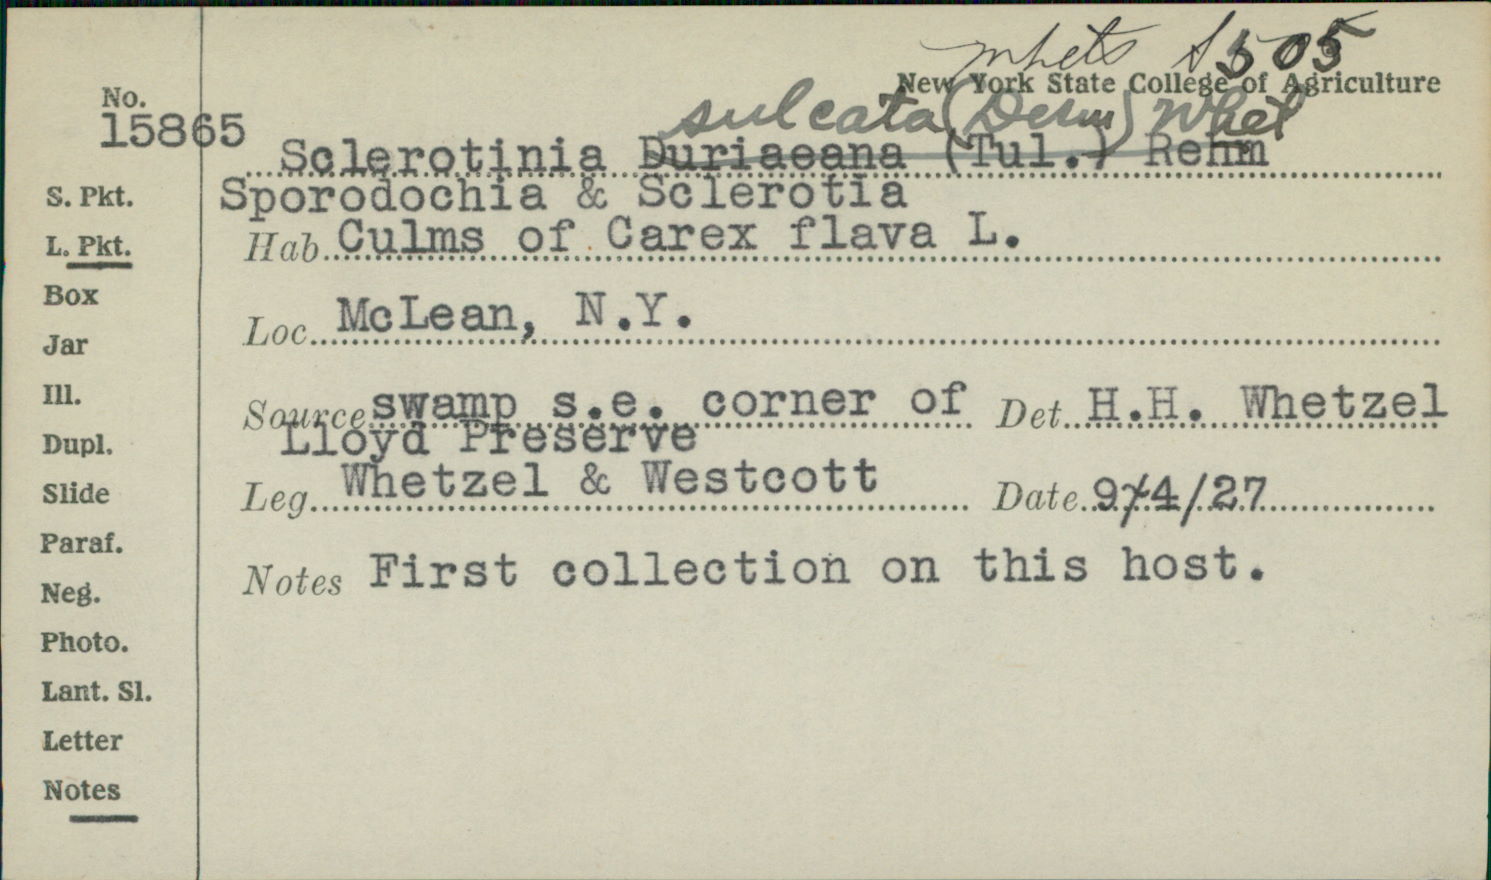 Whets S505
New York State College of Agriculture
No.
15865
sulcata (Desm) Whet
Sclerotinia Duriaeana (Tul.) Rehm
Sporodochia & Sclerotia
S. Pkt.
Hab Culms of Carex flava L.
L. Pkt.
Box
Loc McLean, N.Y.
Jar
Ill.
Source swamp s.e. corner of Det H.H. Whetzel
Lloyd Preserve
Dupl.
Slide
Leg Whetzel & Westcott Date 9/4/27
Paraf.
Notes First collection on this host.
Neg.
Photo.
Lant. Sl.
Letter
Notes